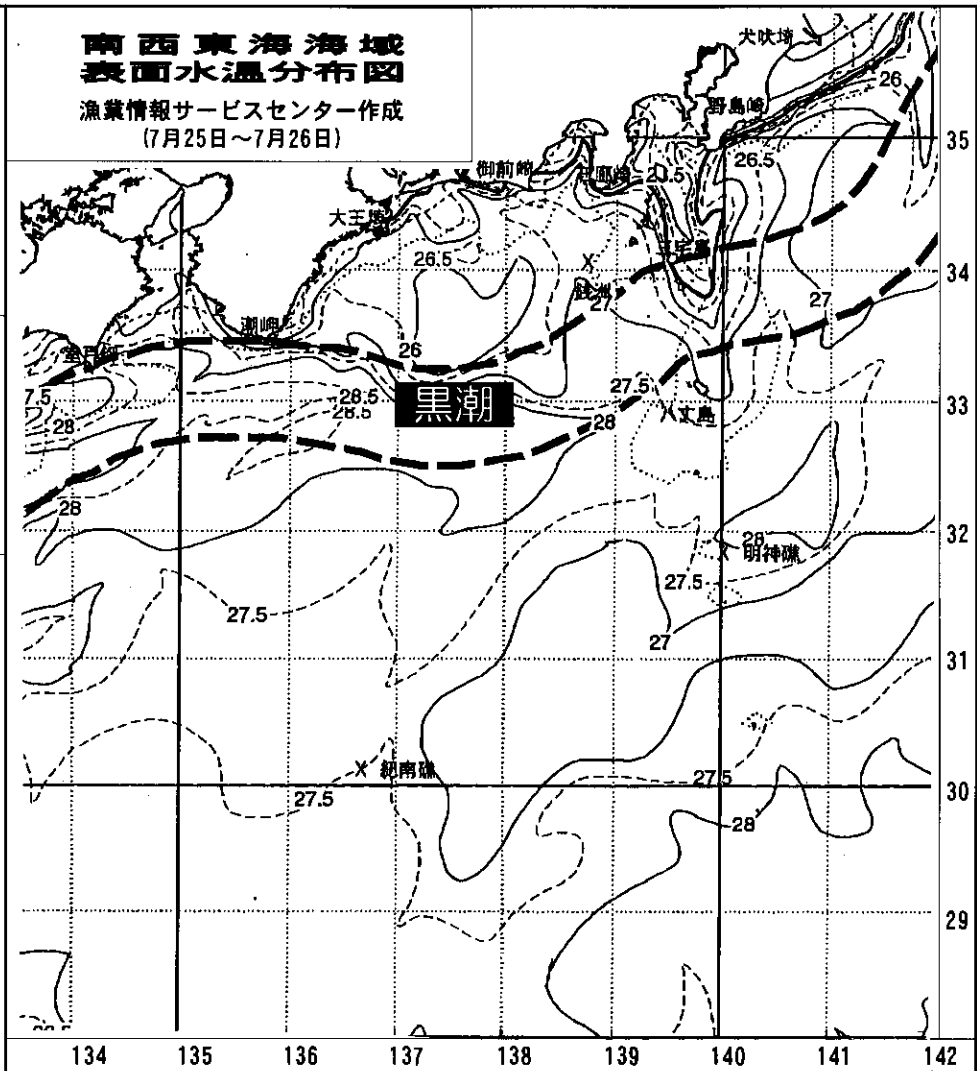 南西東海海域
表面水温分布図
漁業情報サービスセンター作成
(7月25日～7月26日)
犬吠埼
野島崎
26
35
26.5
御前崎
大王埼
三宅島
26.5
34
銭洲
27
27
潮岬
室戸岬
26
27.5
33
28.5
28.5
黒潮
28
八丈島
28
28
32
28
明神礁
27.5
27.5
27
31
紀南礁
27.5
27.5
30
28
29
134 135 136 137 138 139 140 141 142